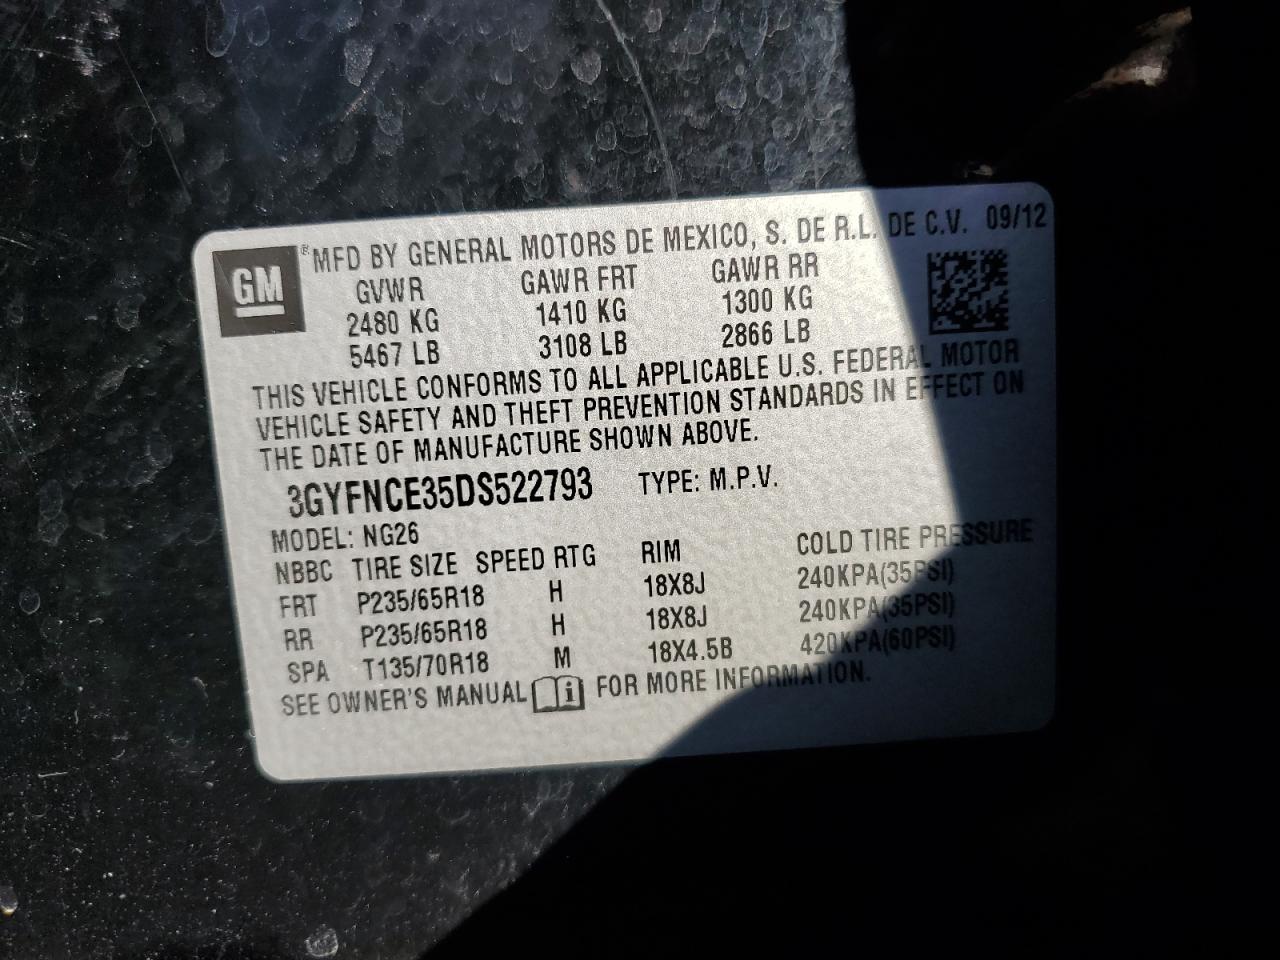 GM ® MFD BY GENERAL MOTORS DE MEXICO, S. DE R.L. DE C.V. 09/12
GVWR GAWR FRT GAWR RR
2480 KG 1410 KG 1300 KG
5467 LB 3108 LB 2866 LB
THIS VEHICLE CONFORMS TO ALL APPLICABLE U.S. FEDERAL MOTOR
VEHICLE SAFETY AND THEFT PREVENTION STANDARDS IN EFFECT ON
THE DATE OF MANUFACTURE SHOWN ABOVE.
3GYFNCE35DS522793 TYPE: M.P.V.
MODEL: NG26
NBBC TIRE SIZE SPEED RTG RIM COLD TIRE PRESSURE
FRT P235/65R18 H 18X8J 240KPA(35PSI)
RR P235/65R18 H 18X8J 240KPA(35PSI)
SPA T135/70R18 M 18X4.5B 420KPA(60PSI)
SEE OWNER'S MANUAL i FOR MORE INFORMATION.